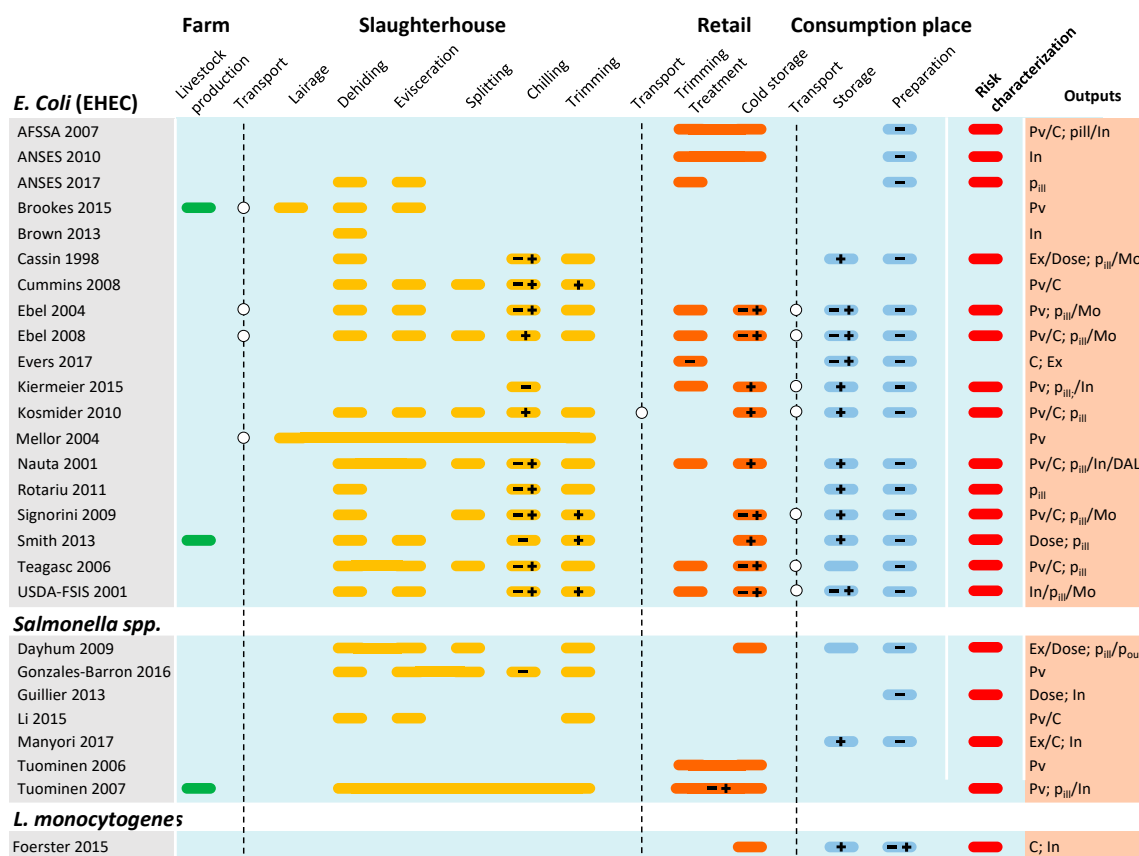 Farm Slaughterhouse Retail Consumption place
Livestock production Transport Lairage Dehiding Evisceration Splitting Chilling Trimming Transport Trimming Treatment Cold storage Transport Storage Preparation Risk characterization Outputs
E. Coli (EHEC)
AFSSA 2007 − Pv/C; pill/In
ANSES 2010 − In
ANSES 2017 − pill
Brookes 2015 Pv
Brown 2013 In
Cassin 1998 − + + − Ex/Dose; pill/Mo
Cummins 2008 − + + Pv/C
Ebel 2004 − + − + − + − Pv; pill/Mo
Ebel 2008 + − + − + − Pv/C; pill/Mo
Evers 2017 − − + − C; Ex
Kiermeier 2015 − + + − Pv; pill;/In
Kosmider 2010 + + + − Pv/C; pill
Mellor 2004 Pv
Nauta 2001 − + + + − Pv/C; pill/In/DAL
Rotariu 2011 − + + − pill
Signorini 2009 − + + − + + − Pv/C; pill/Mo
Smith 2013 − + + + − Dose; pill
Teagasc 2006 − + − + − Pv/C; pill
USDA-FSIS 2001 − + + − + − + − In/pill/Mo
Salmonella spp.
Dayhum 2009 − Ex/Dose; pill/pou
Gonzales-Barron 2016 − Pv
Guillier 2013 − Dose; In
Li 2015 Pv/C
Manyori 2017 + − Ex/C; In
Tuominen 2006 Pv
Tuominen 2007 − + Pv; pill/In
L. monocytogenes
Foerster 2015 + − + C; In